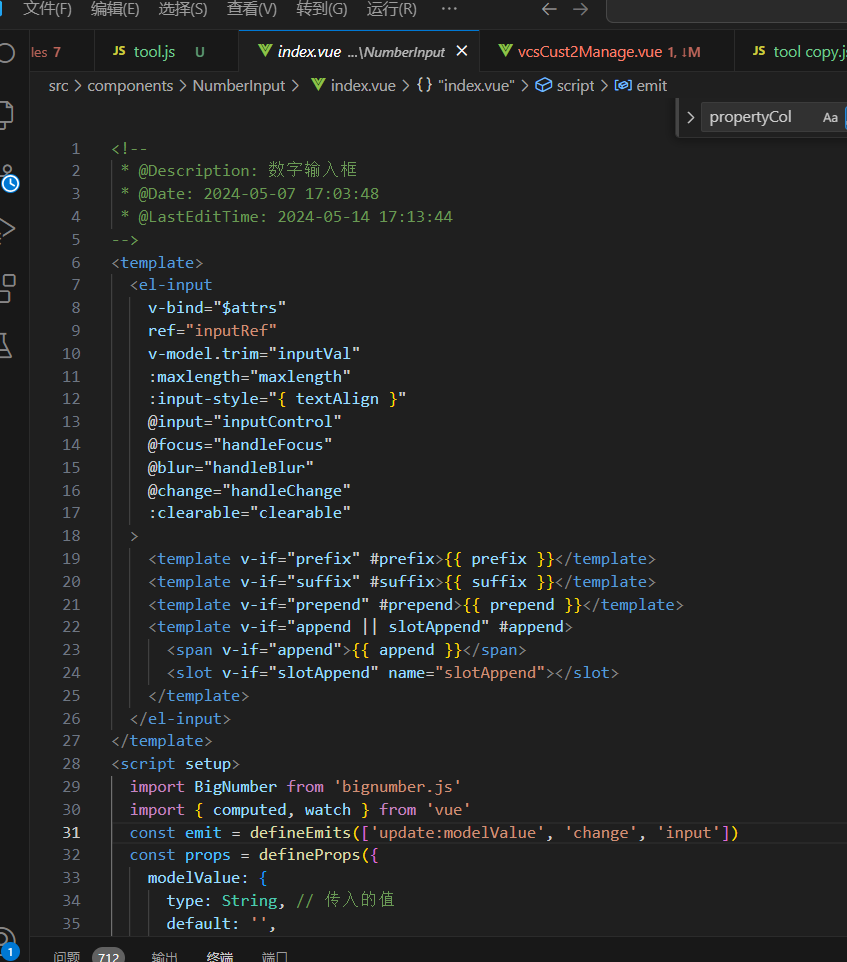 文件(F) 编辑(E) 选择(S) 查看(V) 转到(G) 运行(R) ···
les 7 JS tool.js U index.vue ...\NumberInput vcsCust2Manage.vue 1, ↓M JS tool copy.js
src > components > NumberInput > index.vue > {} "index.vue" > script > emit
propertyCol Aa
1 <!--
2 * @Description: 数字输入框
3 * @Date: 2024-05-07 17:03:48
4 * @LastEditTime: 2024-05-14 17:13:44
5 -->
6 <template>
7 <el-input
8 v-bind="$attrs"
9 ref="inputRef"
10 v-model.trim="inputVal"
11 :maxlength="maxlength"
12 :input-style="{ textAlign }"
13 @input="inputControl"
14 @focus="handleFocus"
15 @blur="handleBlur"
16 @change="handleChange"
17 :clearable="clearable"
18 >
19 <template v-if="prefix" #prefix>{{ prefix }}</template>
20 <template v-if="suffix" #suffix>{{ suffix }}</template>
21 <template v-if="prepend" #prepend>{{ prepend }}</template>
22 <template v-if="append || slotAppend" #append>
23 <span v-if="append">{{ append }}</span>
24 <slot v-if="slotAppend" name="slotAppend"></slot>
25 </template>
26 </el-input>
27 </template>
28 <script setup>
29 import BigNumber from 'bignumber.js'
30 import { computed, watch } from 'vue'
31 const emit = defineEmits(['update:modelValue', 'change', 'input'])
32 const props = defineProps({
33 modelValue: {
34 type: String, // 传入的值
35 default: '',
1 问题 712 输出 终端 端口